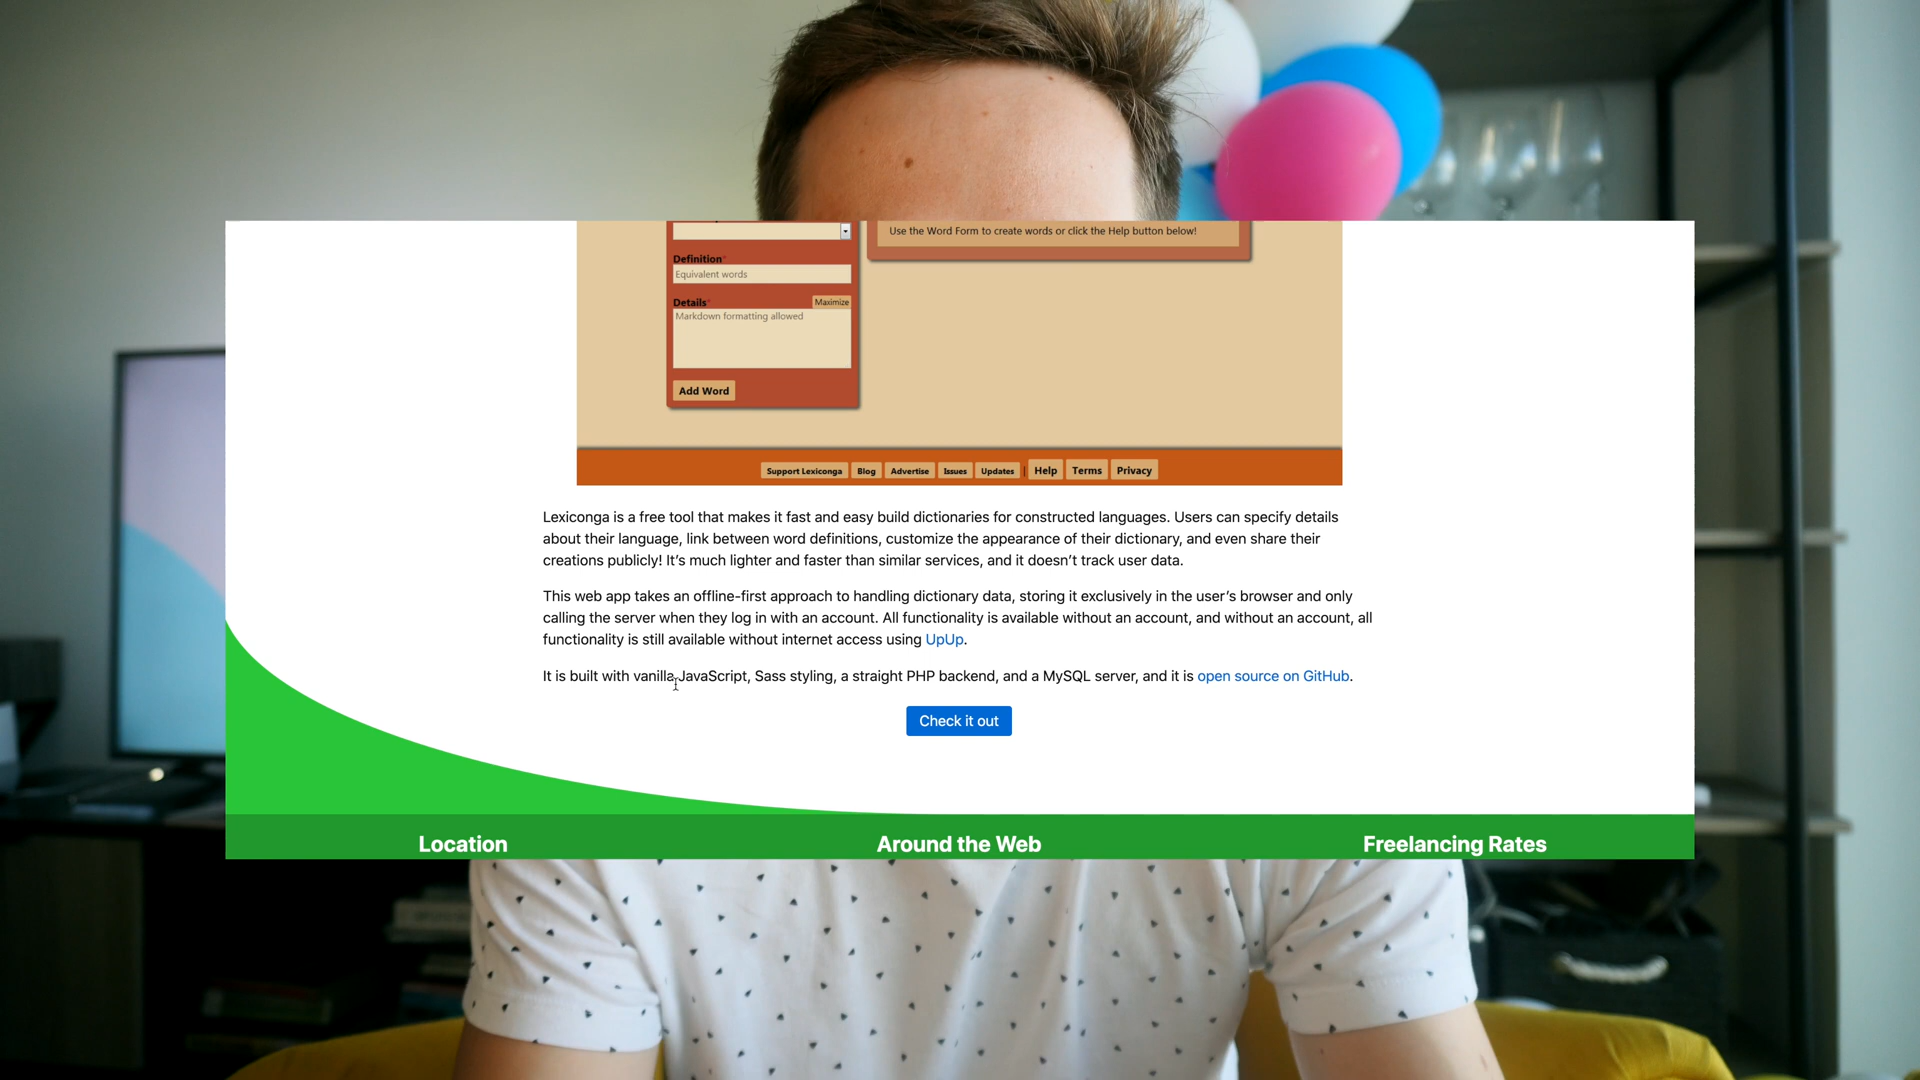 Use the Word Form to create words or click the Help button below!
Definition*
Equivalent words
Details*
Maximize
Markdown formatting allowed
Add Word
Support Lexiconga Blog Advertise Issues Updates | Help Terms Privacy
Lexiconga is a free tool that makes it fast and easy build dictionaries for constructed languages. Users can specify details
about their language, link between word definitions, customize the appearance of their dictionary, and even share their
creations publicly! It’s much lighter and faster than similar services, and it doesn’t track user data.
This web app takes an offline-first approach to handling dictionary data, storing it exclusively in the user’s browser and only
calling the server when they log in with an account. All functionality is available without an account, and without an account, all
functionality is still available without internet access using UpUp.
It is built with vanilla JavaScript, Sass styling, a straight PHP backend, and a MySQL server, and it is open source on GitHub.
Check it out
Location
Around the Web
Freelancing Rates